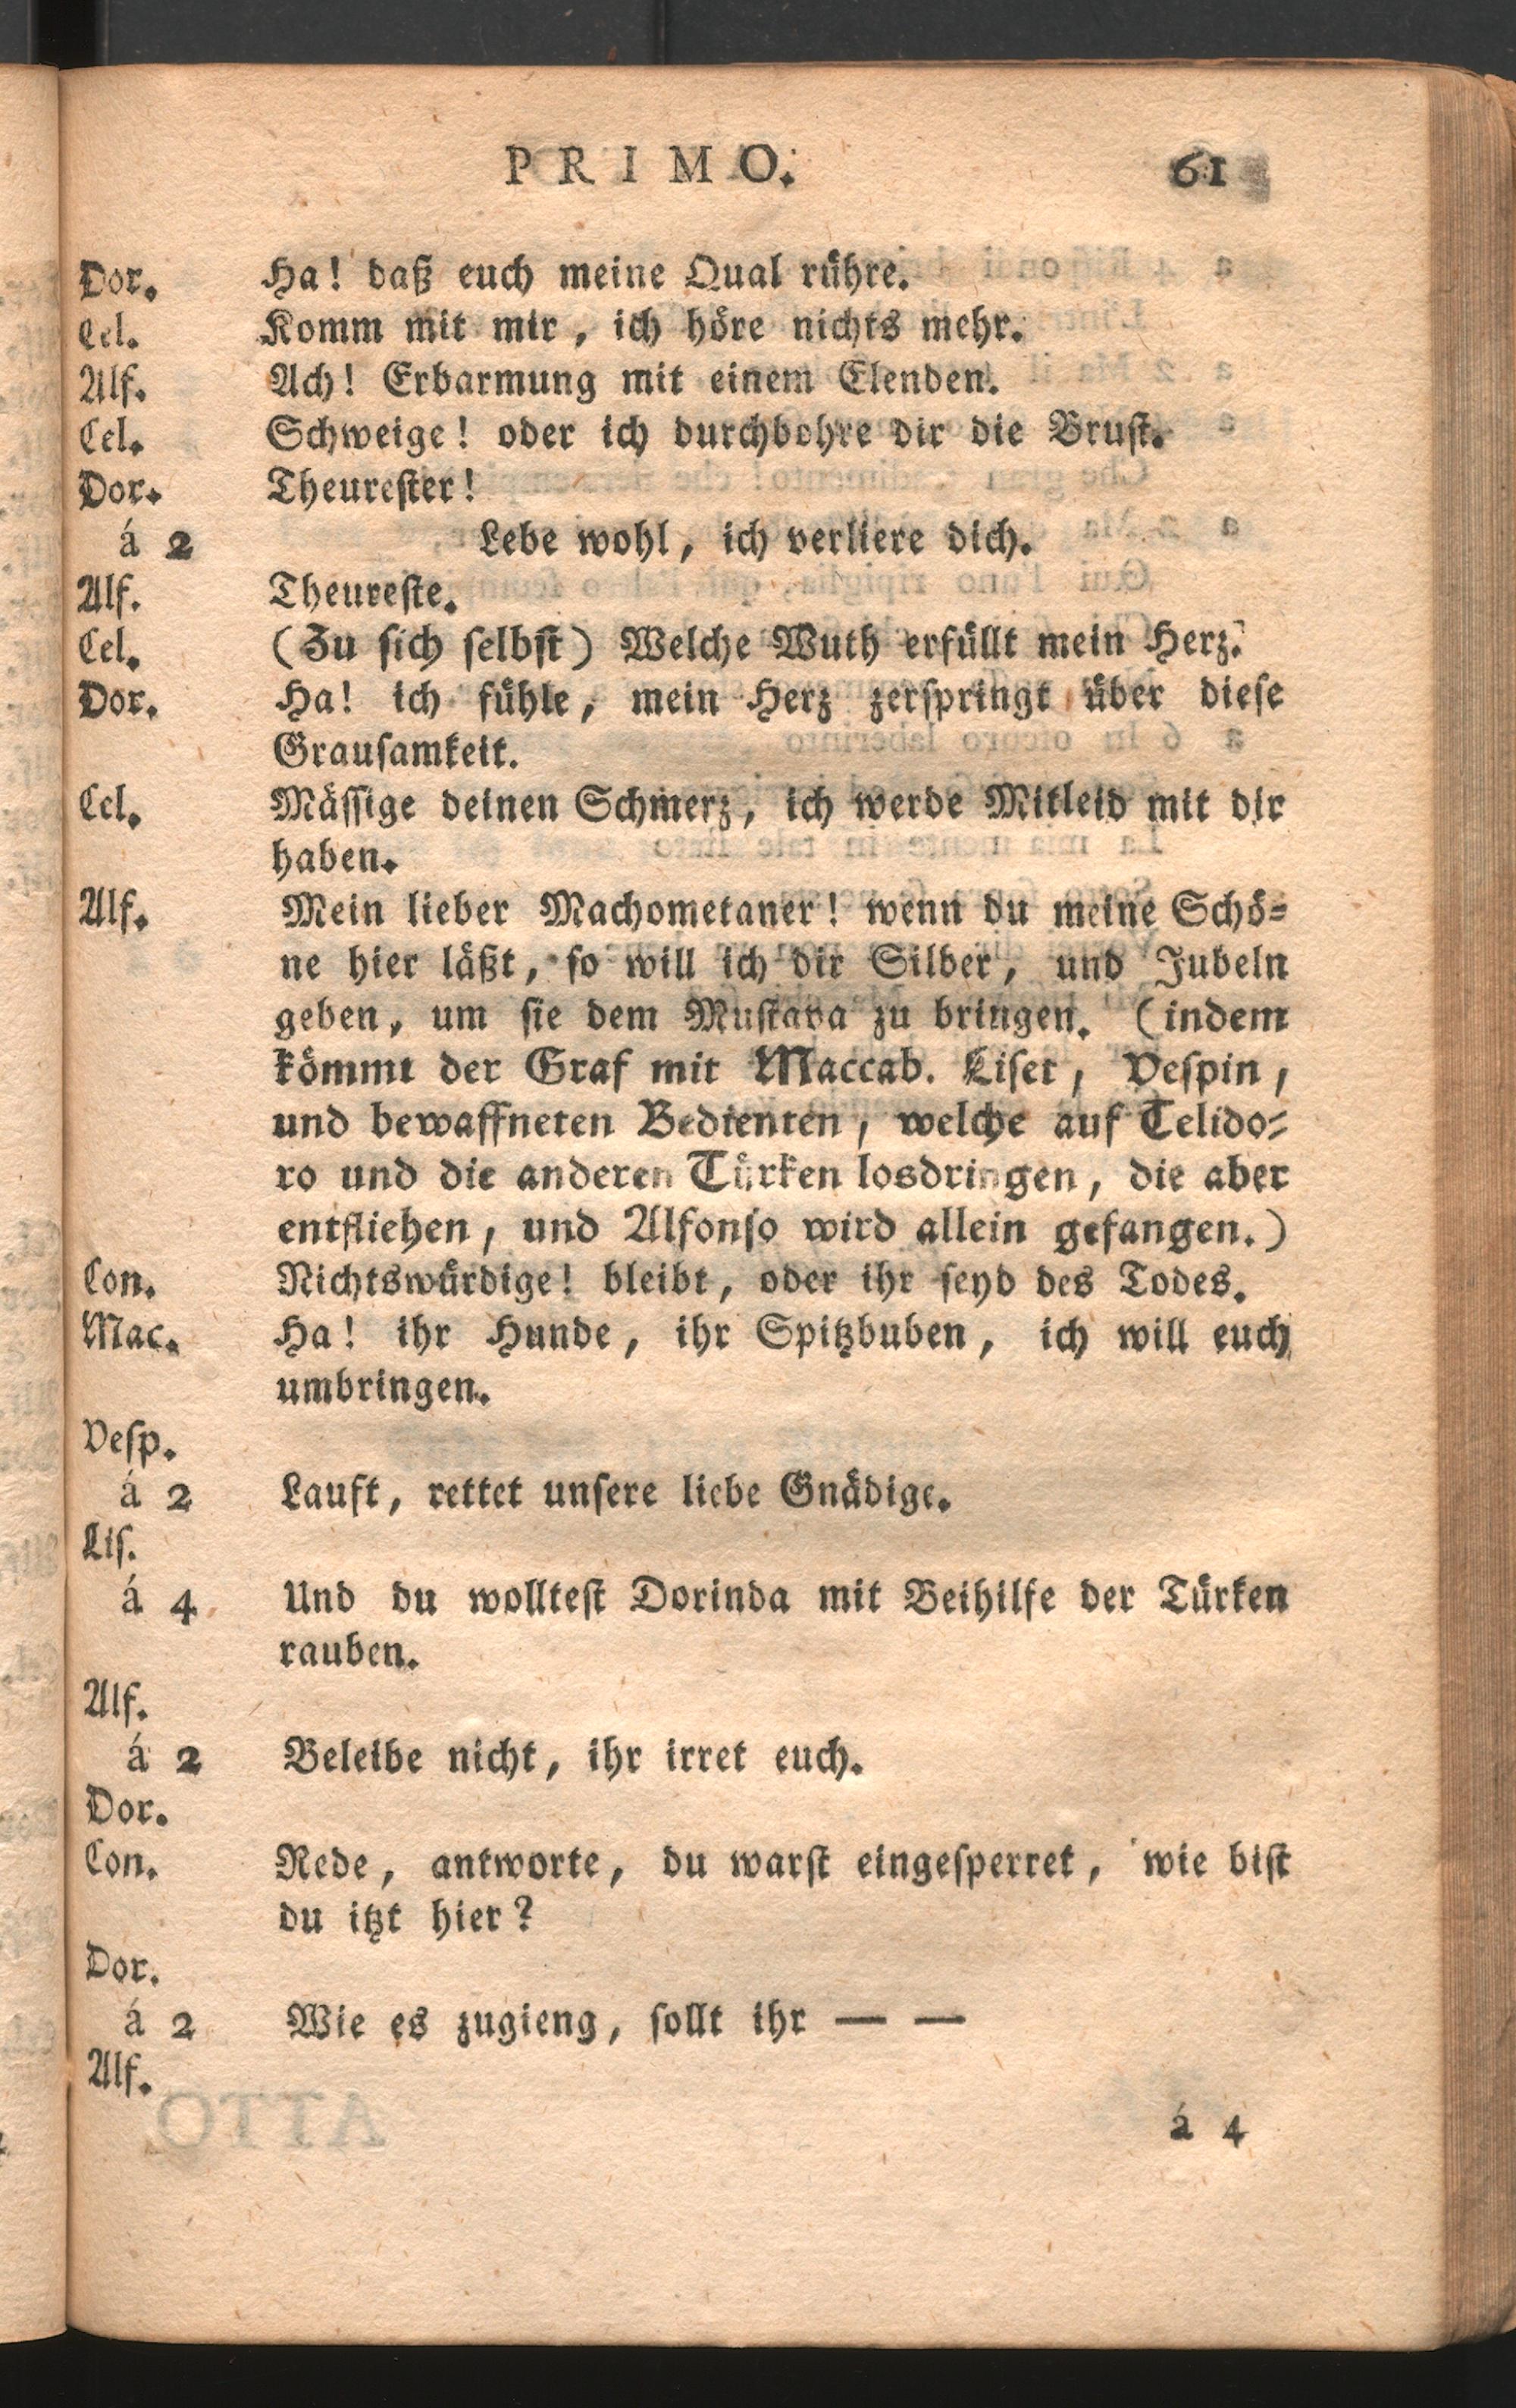 PRIMO. 61
Dor. Ha! daß euch meine Qual rühre.
Cel. Komm mit mir, ich höre nichts mehr.
Alf. Ach! Erbarmung mit einem Elenden.
Cel. Schweige! oder ich durchbohre dir die Brust.
Dor. Theurester!
á 2 Lebe wohl, ich verliere dich.
Alf. Theureste.
Cel. (Zu sich selbst) Welche Wuth erfüllt mein Herz.
Dor. Ha! ich fühle, mein Herz zerspringt über diese
Grausamkeit.
Cel. Mässige deinen Schmerz, ich werde Mitleid mit dir
haben.
Alf. Mein lieber Machometaner! wenn du meine Schö-
ne hier läßt, so will ich dir Silber, und Jubeln
geben, um sie dem Mustava zu bringen. (indem
kömmt der Graf mit Maccab. Liset, Vespin,
und bewaffneten Bedienten, welche auf Celido-
ro und die anderen Türken losdringen, die aber
entfliehen, und Alfonso wird allein gefangen.)
Con. Nichtswürdige! bleibt, oder ihr seyd des Todes.
Mac. Ha! ihr Hunde, ihr Spitzbuben, ich will euch
umbringen.
Vesp.
á 2 Lauft, rettet unsere liebe Gnädige.
Lis.
á 4 Und du wolltest Dorinda mit Beihilfe der Türken
rauben.
Alf.
á 2 Beleibe nicht, ihr irret euch.
Dor.
Con. Rede, antworte, du warst eingesperret, wie bist
du itzt hier?
Dor.
á 2 Wie es zugieng, sollt ihr — —
Alf.
á 4